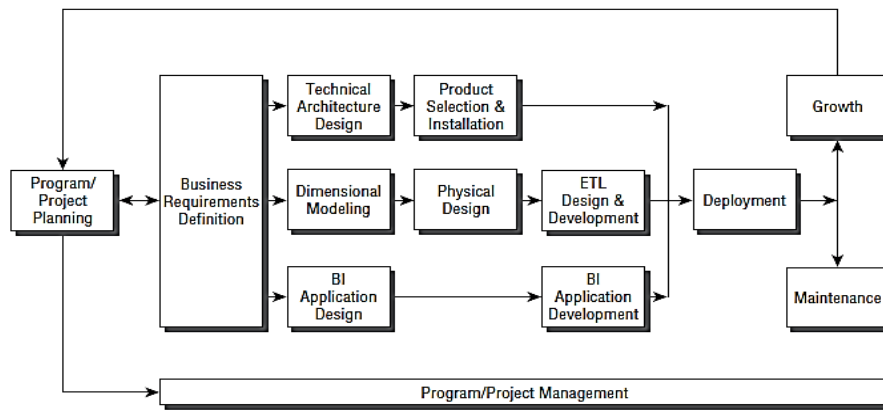 Technical
Architecture
Design
Product
Selection &
Installation
Growth
Program/
Project
Planning
Business
Requirements
Definition
Dimensional
Modeling
Physical
Design
ETL
Design &
Development
Deployment
BI
Application
Design
BI
Application
Development
Maintenance
Program/Project Management